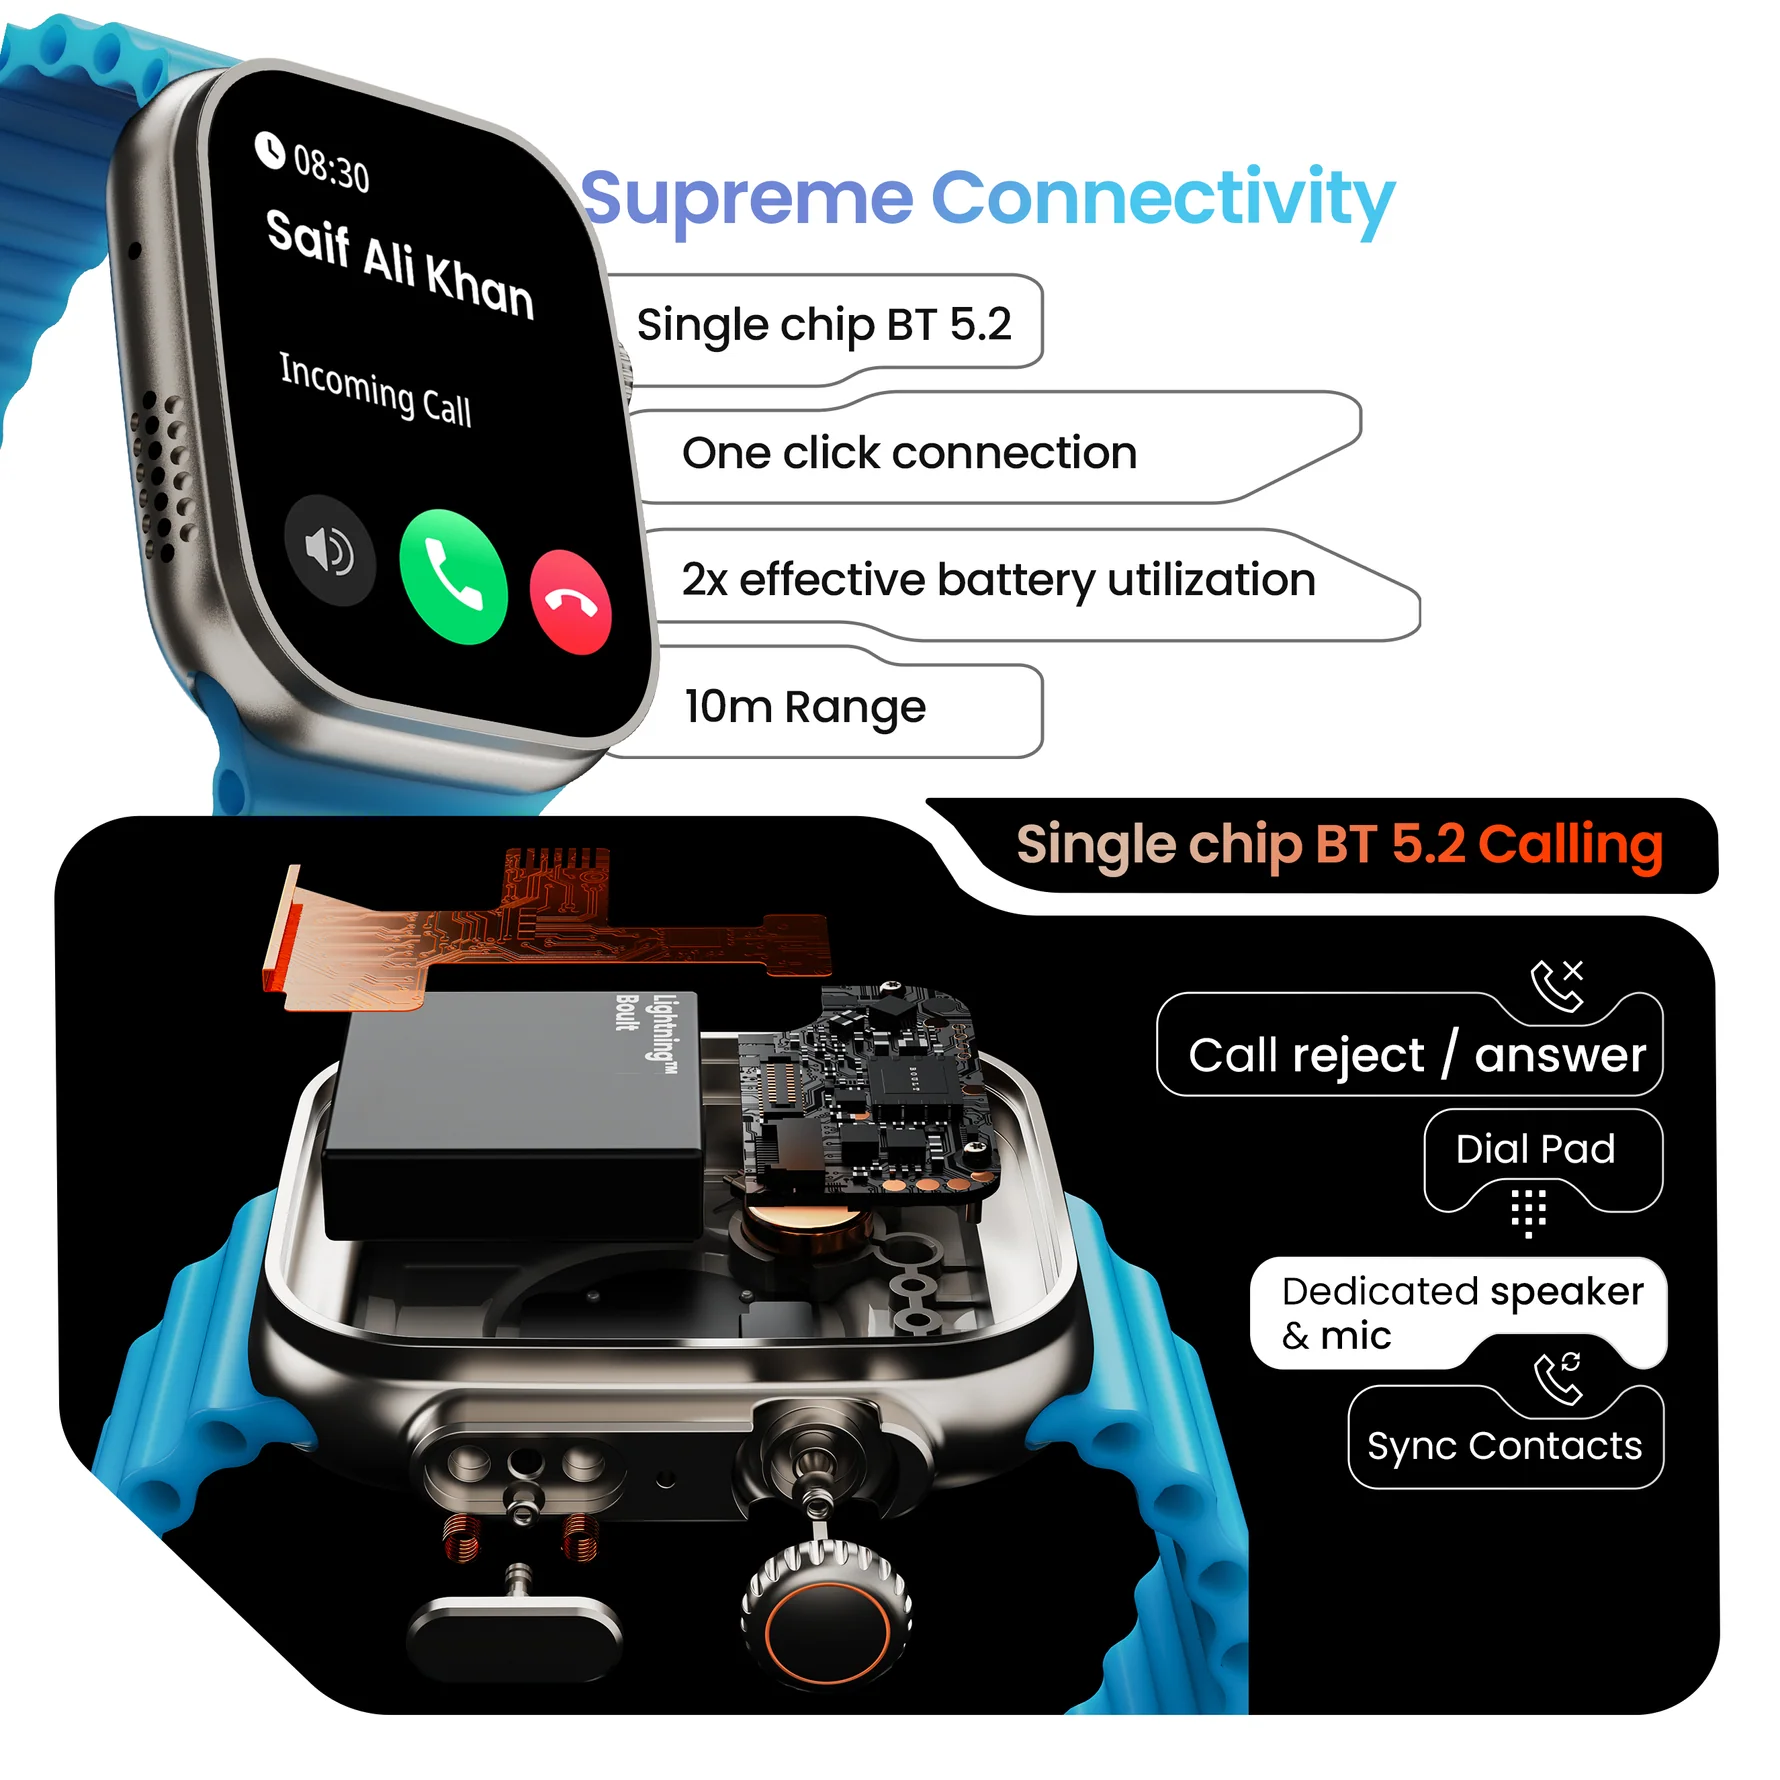 08:30
Saif Ali Khan
Incoming Call
Supreme Connectivity
Single chip BT 5.2
One click connection
2x effective battery utilization
10m Range
Single chip BT 5.2 Calling
Lightning™
Boult
BOULT
Call reject / answer
Dial Pad
Dedicated speaker
& mic
Sync Contacts